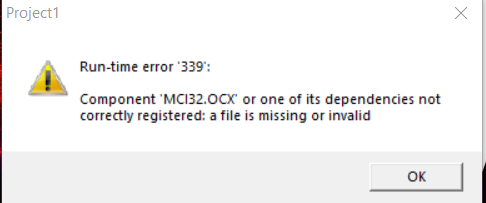 Project1
Run-time error '339':
Component 'MCI32.OCX' or one of its dependencies not
correctly registered: a file is missing or invalid
OK